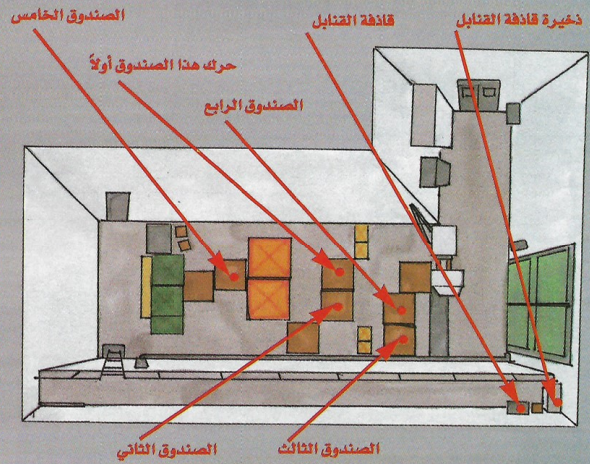 ذخيرة قاذفة القنابل
قاذفة القنابل
الصندوق الخامس
حرك هذا الصندوق أولاً
الصندوق الرابع
الصندوق الثالث
الصندوق الثاني